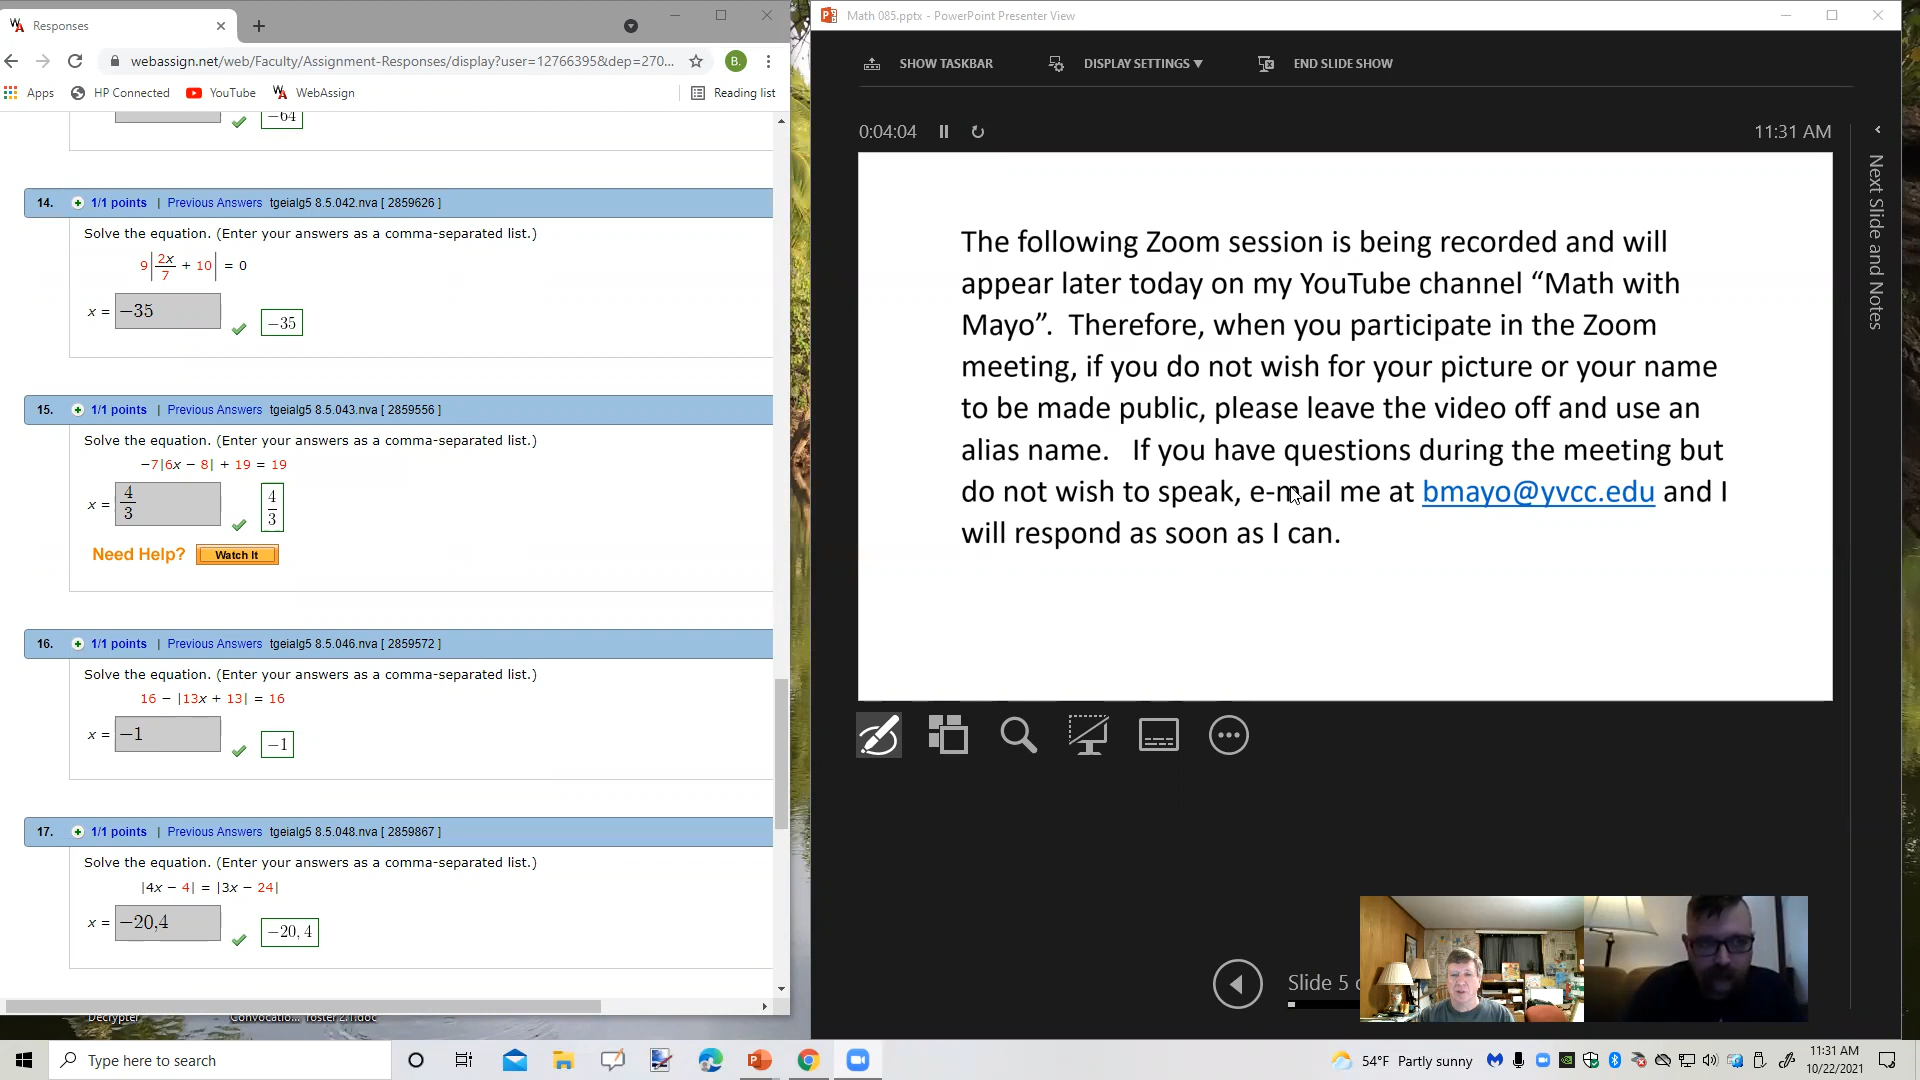 Responses
webassign.net/web/Faculty/Assignment-Responses/display?user=12766395&dep=270...
B.
Apps
HP Connected
YouTube
WebAssign
Reading list
−64
14. 1/1 points | Previous Answers tgeialg5 8.5.042.nva [ 2859626 ]
Solve the equation. (Enter your answers as a comma-separated list.)
9|2x/7 + 10| = 0
x = −35 −35
15. 1/1 points | Previous Answers tgeialg5 8.5.043.nva [ 2859556 ]
Solve the equation. (Enter your answers as a comma-separated list.)
−7|6x − 8| + 19 = 19
x = 4/3 4/3
Need Help? Watch It
16. 1/1 points | Previous Answers tgeialg5 8.5.046.nva [ 2859572 ]
Solve the equation. (Enter your answers as a comma-separated list.)
16 − |13x + 13| = 16
x = −1 −1
17. 1/1 points | Previous Answers tgeialg5 8.5.048.nva [ 2859867 ]
Solve the equation. (Enter your answers as a comma-separated list.)
|4x − 4| = |3x − 24|
x = −20,4 −20, 4
Math 085.pptx - PowerPoint Presenter View
SHOW TASKBAR
DISPLAY SETTINGS ▼
END SLIDE SHOW
0:04:04
11:31 AM
The following Zoom session is being recorded and will
appear later today on my YouTube channel “Math with
Mayo”. Therefore, when you participate in the Zoom
meeting, if you do not wish for your picture or your name
to be made public, please leave the video off and use an
alias name. If you have questions during the meeting but
do not wish to speak, e-mail me at bmayo@yvcc.edu and I
will respond as soon as I can.
Next Slide and Notes
Slide 5
Decrypter
Type here to search
54°F Partly sunny
11:31 AM
10/22/2021